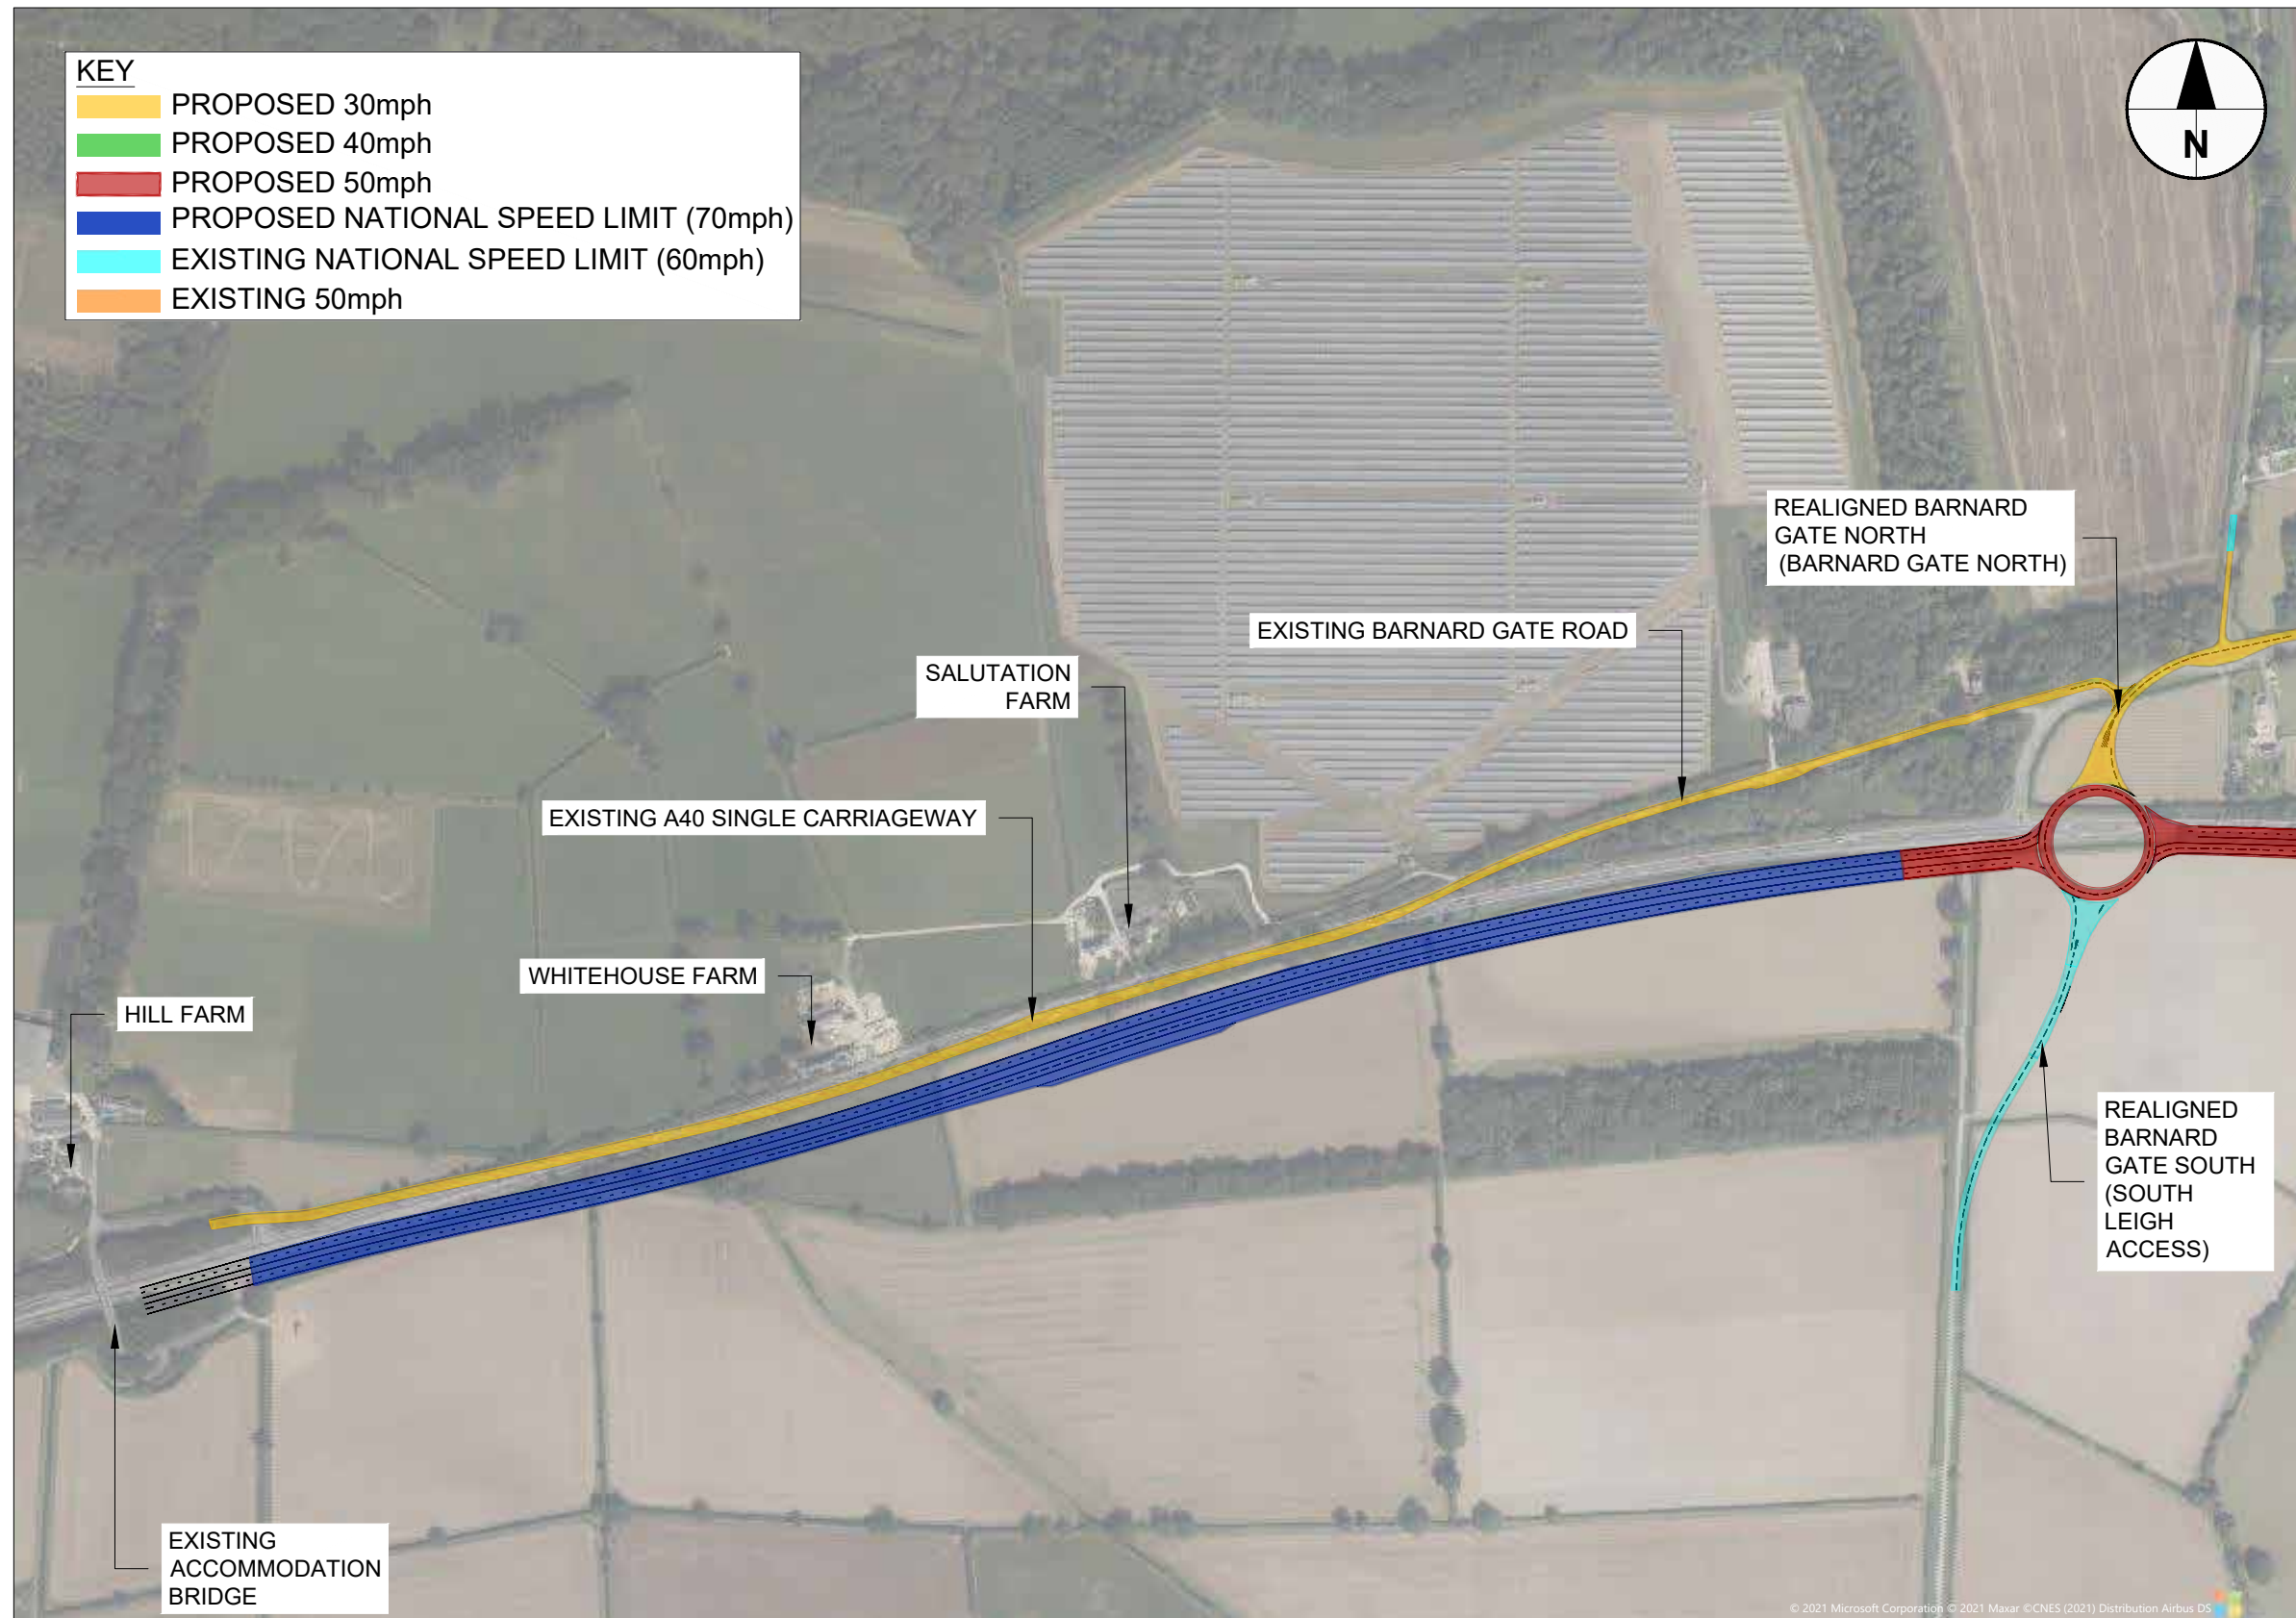 KEY
PROPOSED 30mph
PROPOSED 40mph
PROPOSED 50mph
PROPOSED NATIONAL SPEED LIMIT (70mph)
EXISTING NATIONAL SPEED LIMIT (60mph)
EXISTING 50mph
N
REALIGNED BARNARD
GATE NORTH
(BARNARD GATE NORTH)
EXISTING BARNARD GATE ROAD
SALUTATION
FARM
EXISTING A40 SINGLE CARRIAGEWAY
WHITEHOUSE FARM
HILL FARM
REALIGNED
BARNARD
GATE SOUTH
(SOUTH
LEIGH
ACCESS)
EXISTING
ACCOMMODATION
BRIDGE
© 2021 Microsoft Corporation © 2021 Maxar ©CNES (2021) Distribution Airbus DS